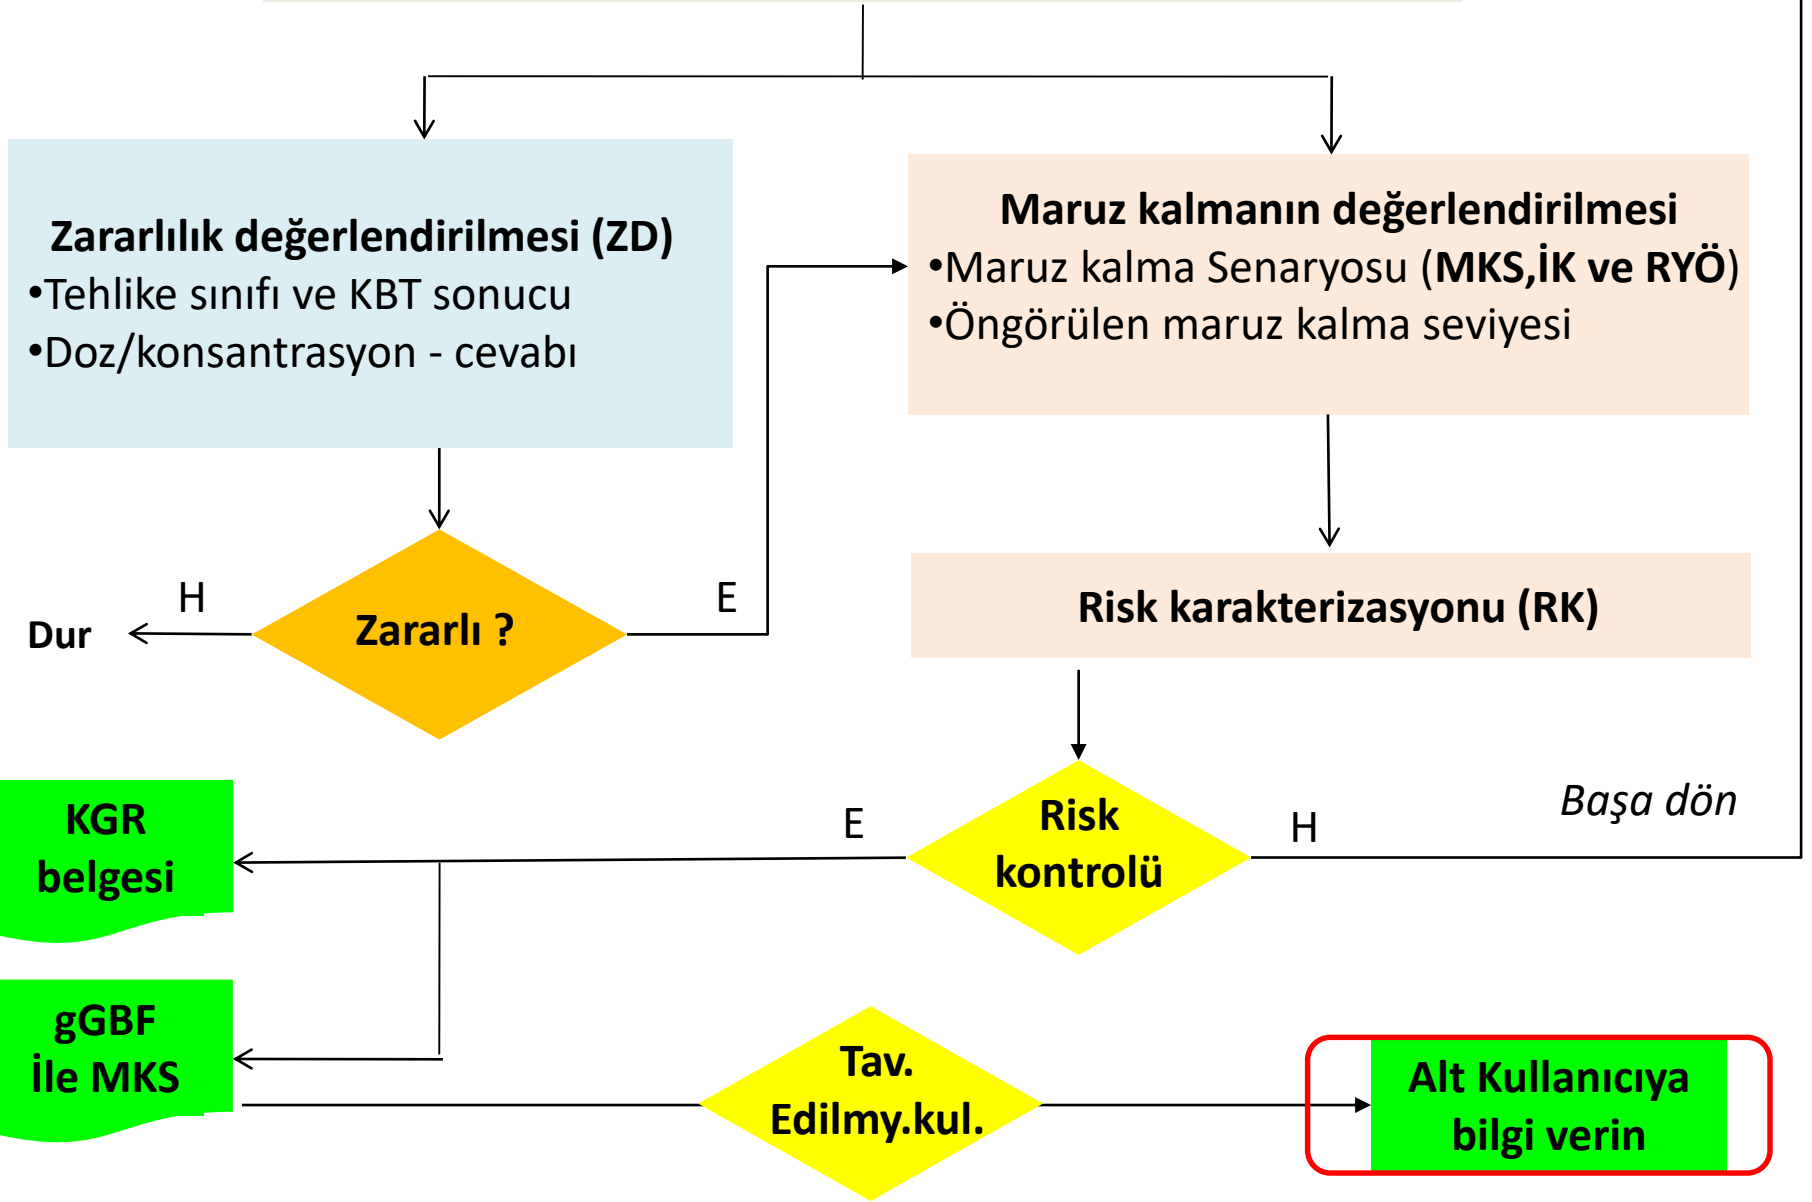 Zararlılık değerlendirilmesi (ZD)
•Tehlike sınıfı ve KBT sonucu
•Doz/konsantrasyon - cevabı
Maruz kalmanın değerlendirilmesi
•Maruz kalma Senaryosu (MKS,İK ve RYÖ)
•Öngörülen maruz kalma seviyesi
H
Dur
Zararlı ?
E
Risk karakterizasyonu (RK)
KGR
belgesi
E
Risk
kontrolü
H
Başa dön
gGBF
İle MKS
Tav.
Edilmy.kul.
Alt Kullanıcıya
bilgi verin